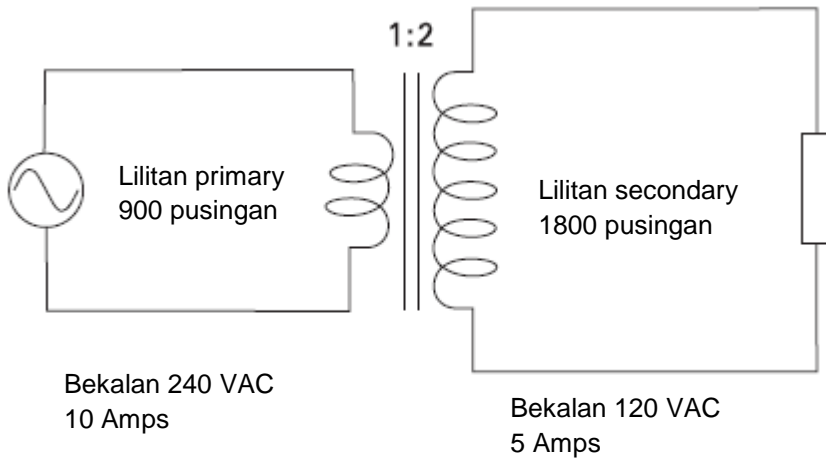 1:2
Lilitan primary
900 pusingan
Lilitan secondary
1800 pusingan
Bekalan 240 VAC
10 Amps
Bekalan 120 VAC
5 Amps